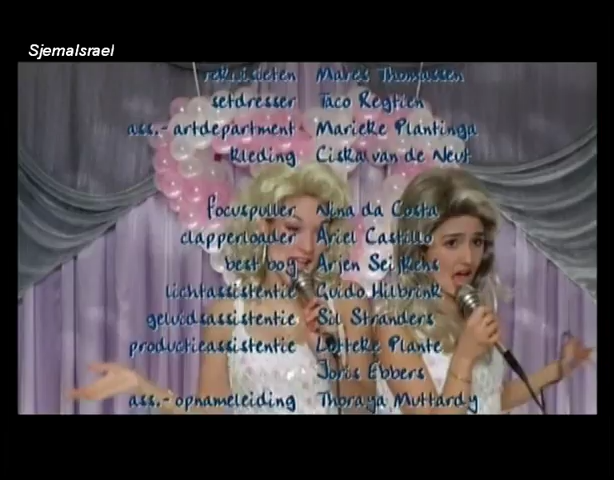 SjemaIsrael
rekwisieten Marcs Thomassen
setdresser Taco Regtien
ass.- artdepartment Marieke Plantinga
kleding Ciska van de Neut
focuspuller Nina da Costa
clapperloader Ariel Castillo
best boy Arjen Seijkens
lichtassistentie Guido Hilbrink
geluidsassistentie Sil Stranders
productieassistentie Lotteke Plante
Joris Ebbers
ass.- opnameleiding Thoraya Muttardy